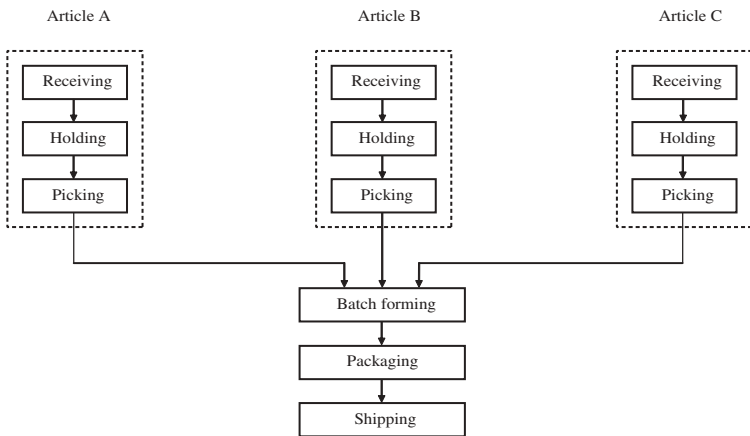 Article A
Article B
Article C
Receiving
Receiving
Receiving
Holding
Holding
Holding
Picking
Picking
Picking
Batch forming
Packaging
Shipping